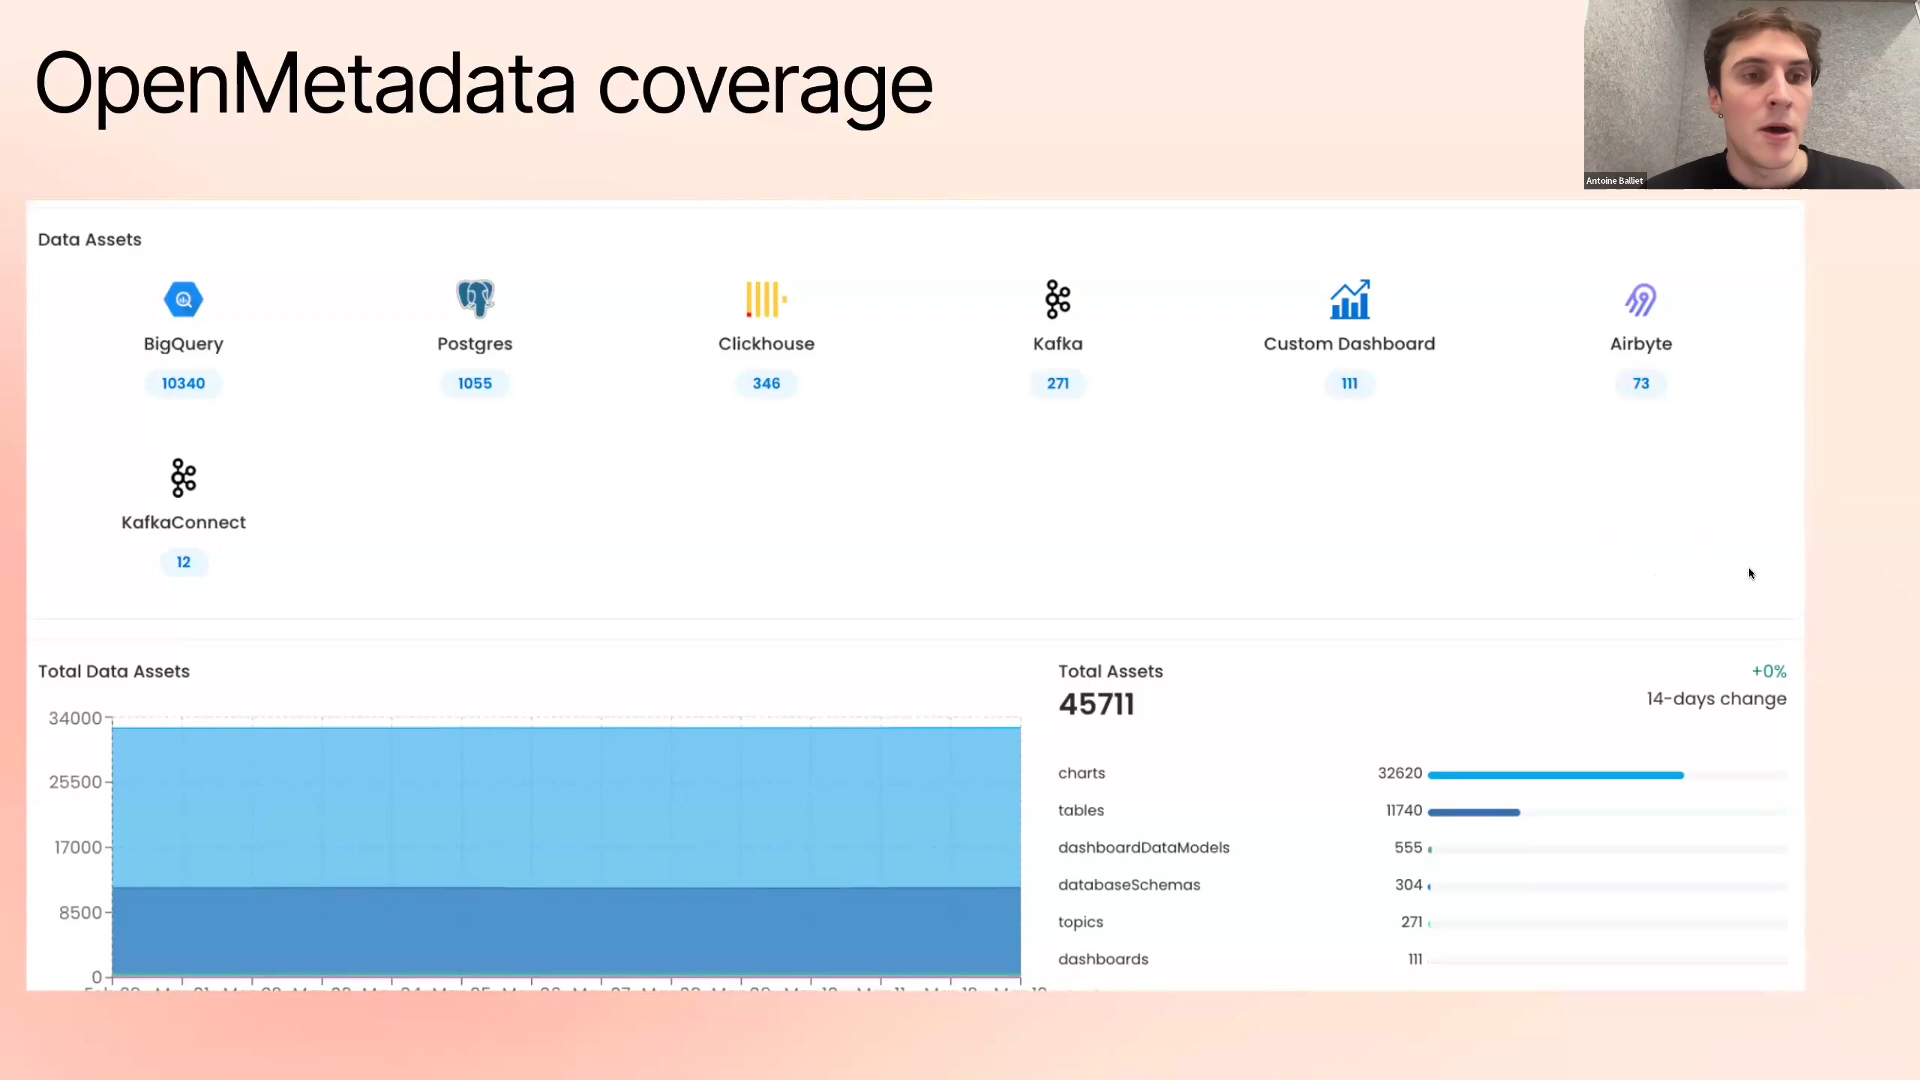 OpenMetadata coverage
Antoine Balliet
Data Assets
BigQuery
10340
Postgres
1055
Clickhouse
346
Kafka
271
Custom Dashboard
111
Airbyte
73
KafkaConnect
12
Total Data Assets
34000
25500
17000
8500
0
Total Assets
45711
+0%
14-days change
charts 32620
tables 11740
dashboardDataModels 555
databaseSchemas 304
topics 271
dashboards 111